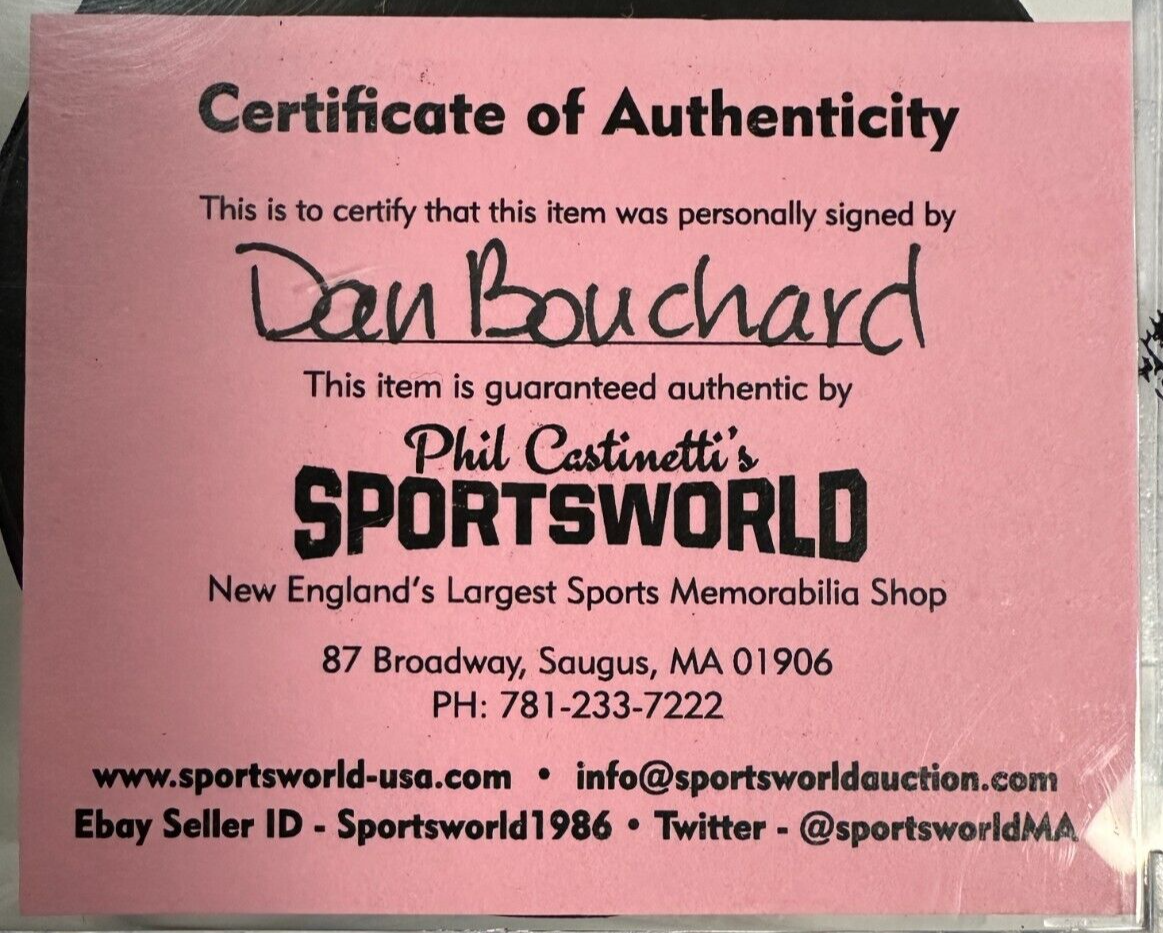 Certificate of Authenticity
This is to certify that this item was personally signed by
Dan Bouchard
This item is guaranteed authentic by
Phil Castinetti's
SPORTSWORLD
New England's Largest Sports Memorabilia Shop
87 Broadway, Saugus, MA 01906
PH: 781-233-7222
www.sportsworld-usa.com • info@sportsworldauction.com
Ebay Seller ID - Sportsworld1986 • Twitter - @sportsworldMA